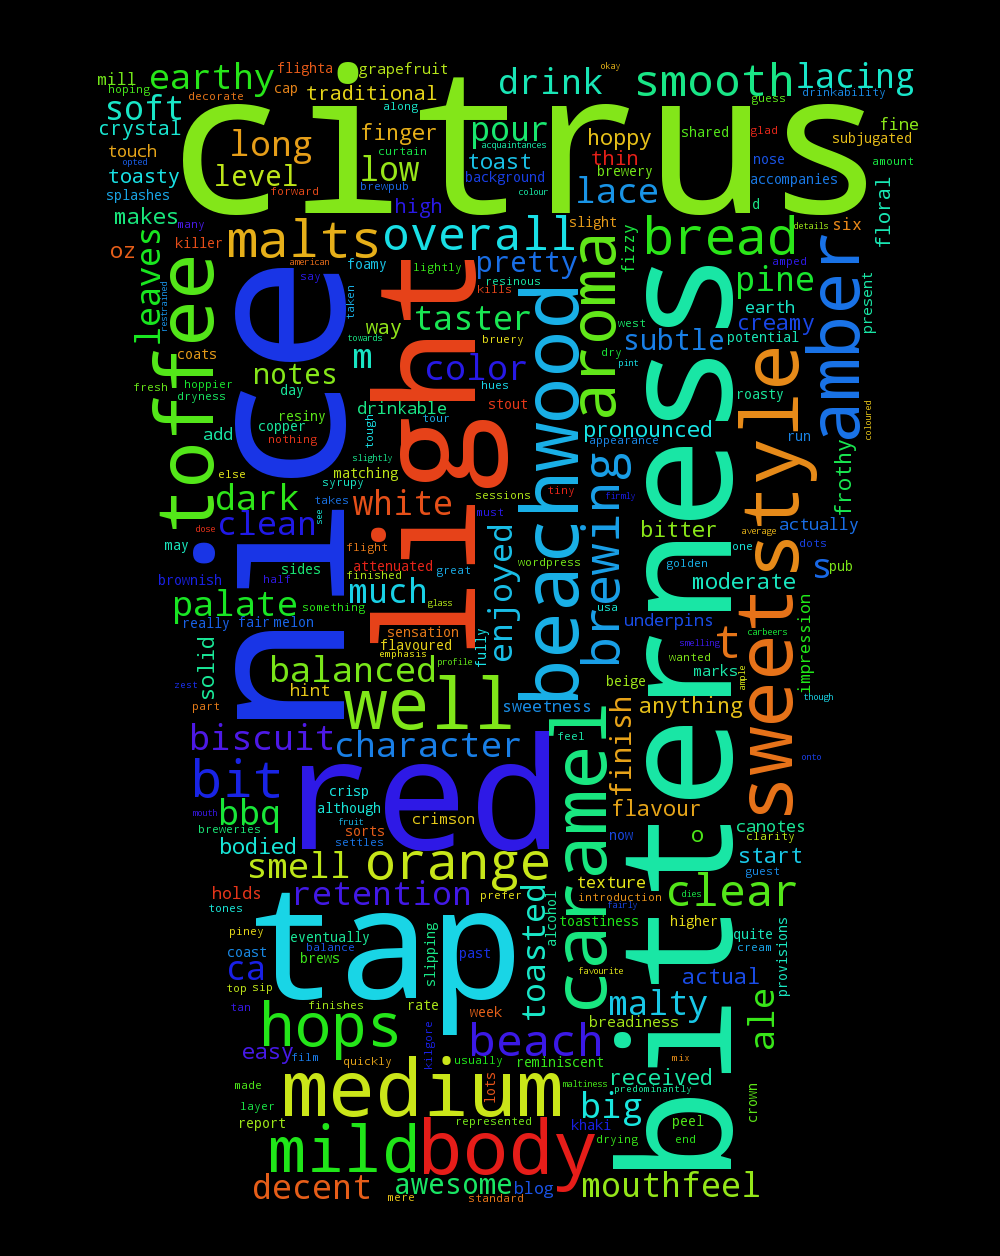 citrus
mill
hoping
earthy
flighta
grapefruit
okay
decorate
cap
traditional
along
drink
smooth
lacing
drinkability
guess
soft
crystal
long
finger
pour
acquaintances
hoppy
shared
glad
fine
subjugated
touch
opted
toasty
splashes
level
curtain
low
brewpub
forward
toast
background
colour
thin
brewery
lace
nose
accompanies
d
amount
floral
makes
many
high
slight
details
six
oz
killer
malts
overall
bread
fizzy
leaves
toffee
restrained
american
say
foamy
taken
towards
nice
light
lightly
pretty
resinous
kills
aroma
pine
amped
earth
present
amber
coloured
way
taster
bruery
west
creamy
subtle
potential
m
color
hues
dry
pint
coats
notes
day
fresh
hoppier
dryness
resiny
copper
nothing
add
drinkable
tour
tough
stout
beachwood
roasty
style
pronounced
appearance
run
slightly
matching
syrupy
else
dark
takes
see
white
sessions
tiny
firmly
frothy
dose
clean
must
bitter
average
actually
may
flight
wordpress
brewing
one
dots
sides
attenuated
great
golden
s
pub
brownish
half
finished
much
glass
enjoyed
usa
moderate
palate
something
underpins
carbeers
really
fair
melon
sensation
flavoured
emphasis
profile
fully
t
smelling
wanted
impression
solid
balanced
marks
ample
sweet
zest
hint
well
beige
though
part
sweetness
anything
bitterness
biscuit
character
feel
finish
onto
bit
red
crisp
although
caramel
flavour
mouth
bbq
fruit
crimson
o
canotes
clarity
breweries
sorts
settles
now
bodied
start
guest
smell
orange
texture
clear
holds
retention
prefer
introduction
fairly
dies
tones
toasted
alcohol
toastiness
higher
piney
eventually
tap
slipping
quite
provisions
coast
balance
past
cream
brews
favourite
ca
top
sip
actual
tan
finishes
rate
week
malty
ale
hops
breadiness
kilgore
beach
easy
film
quickly
usually
reminiscent
mix
made
medium
lots
maltiness
received
predominantly
layer
big
crown
report
represented
khaki
peel
mild
body
drying
end
decent
awesome
blog
mouthfeel
mere
standard